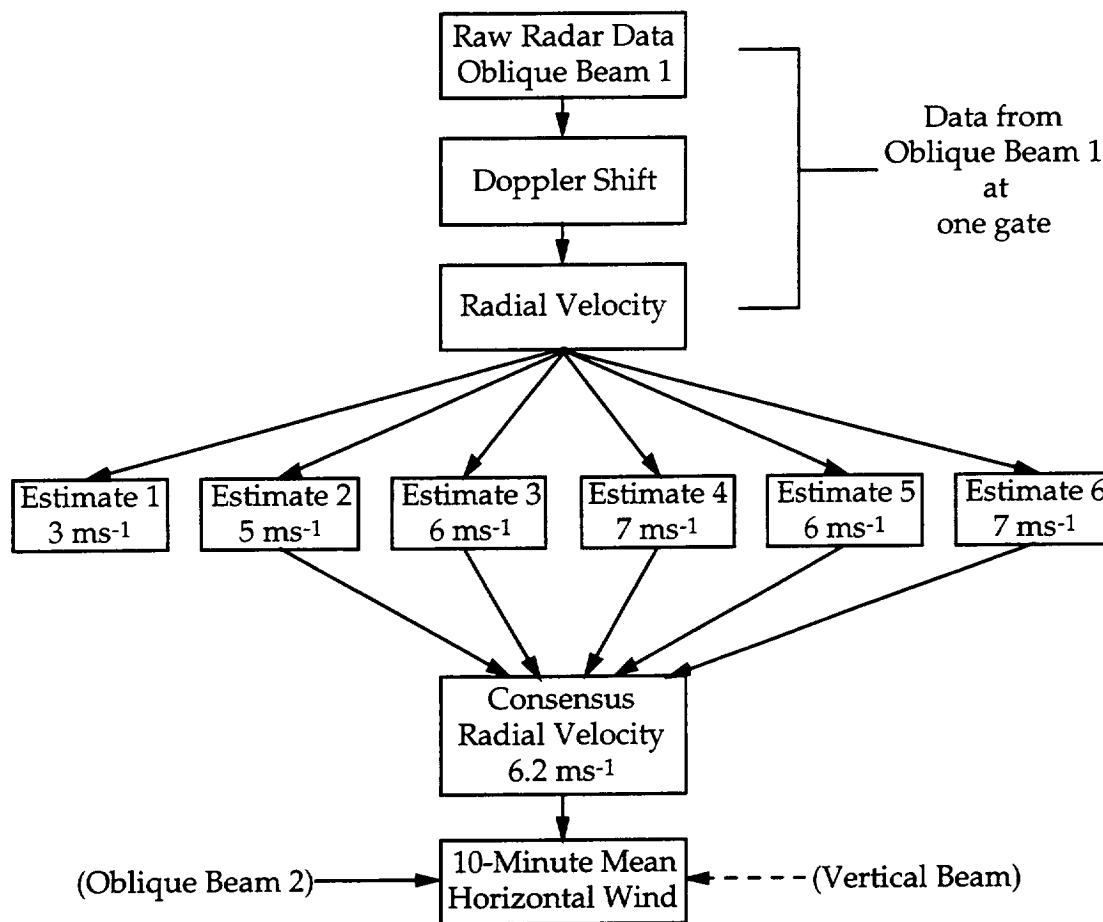 Raw Radar Data
Oblique Beam 1
Data from
Oblique Beam 1
at
one gate
Doppler Shift
Radial Velocity
Estimate 1
3 ms-1
Estimate 2
5 ms-1
Estimate 3
6 ms-1
Estimate 4
7 ms-1
Estimate 5
6 ms-1
Estimate 6
7 ms-1
Consensus
Radial Velocity
6.2 ms-1
(Oblique Beam 2)
10-Minute Mean
Horizontal Wind
(Vertical Beam)